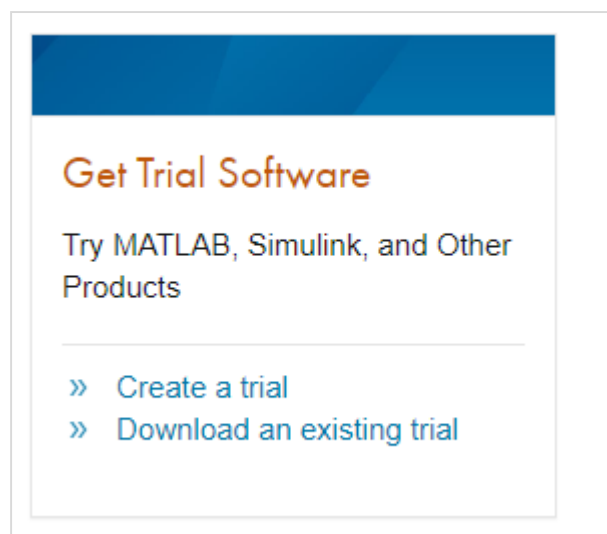 Get Trial Software
Try MATLAB, Simulink, and Other
Products
» Create a trial
» Download an existing trial